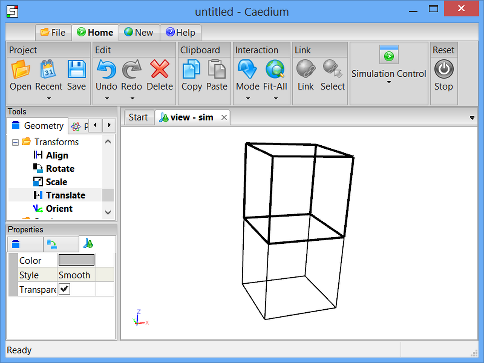 untitled - Caedium
File Home New Help
Project Edit Clipboard Interaction Link Reset
Open Recent Save Undo Redo Delete Copy Paste Mode Fit-All Link Select Simulation Control Stop
Tools
Geometry
Start view - sim
Transforms
Align
Rotate
Scale
Translate
Orient
Properties
Color
Style Smooth
Transpare
Ready